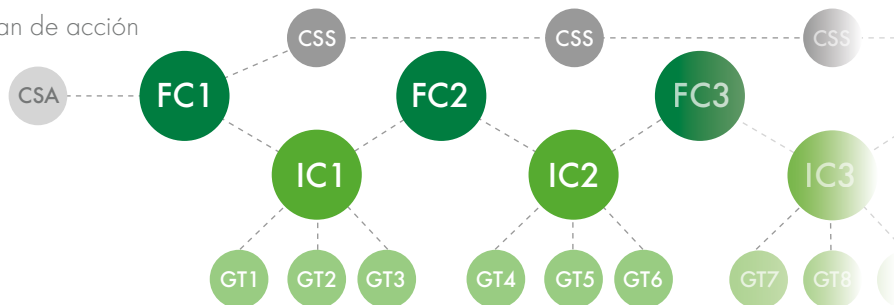 an de acción
CSS CSS CSS
CSA FC1 FC2 FC3
IC1 IC2 IC3
GT1 GT2 GT3 GT4 GT5 GT6 GT7 GT8